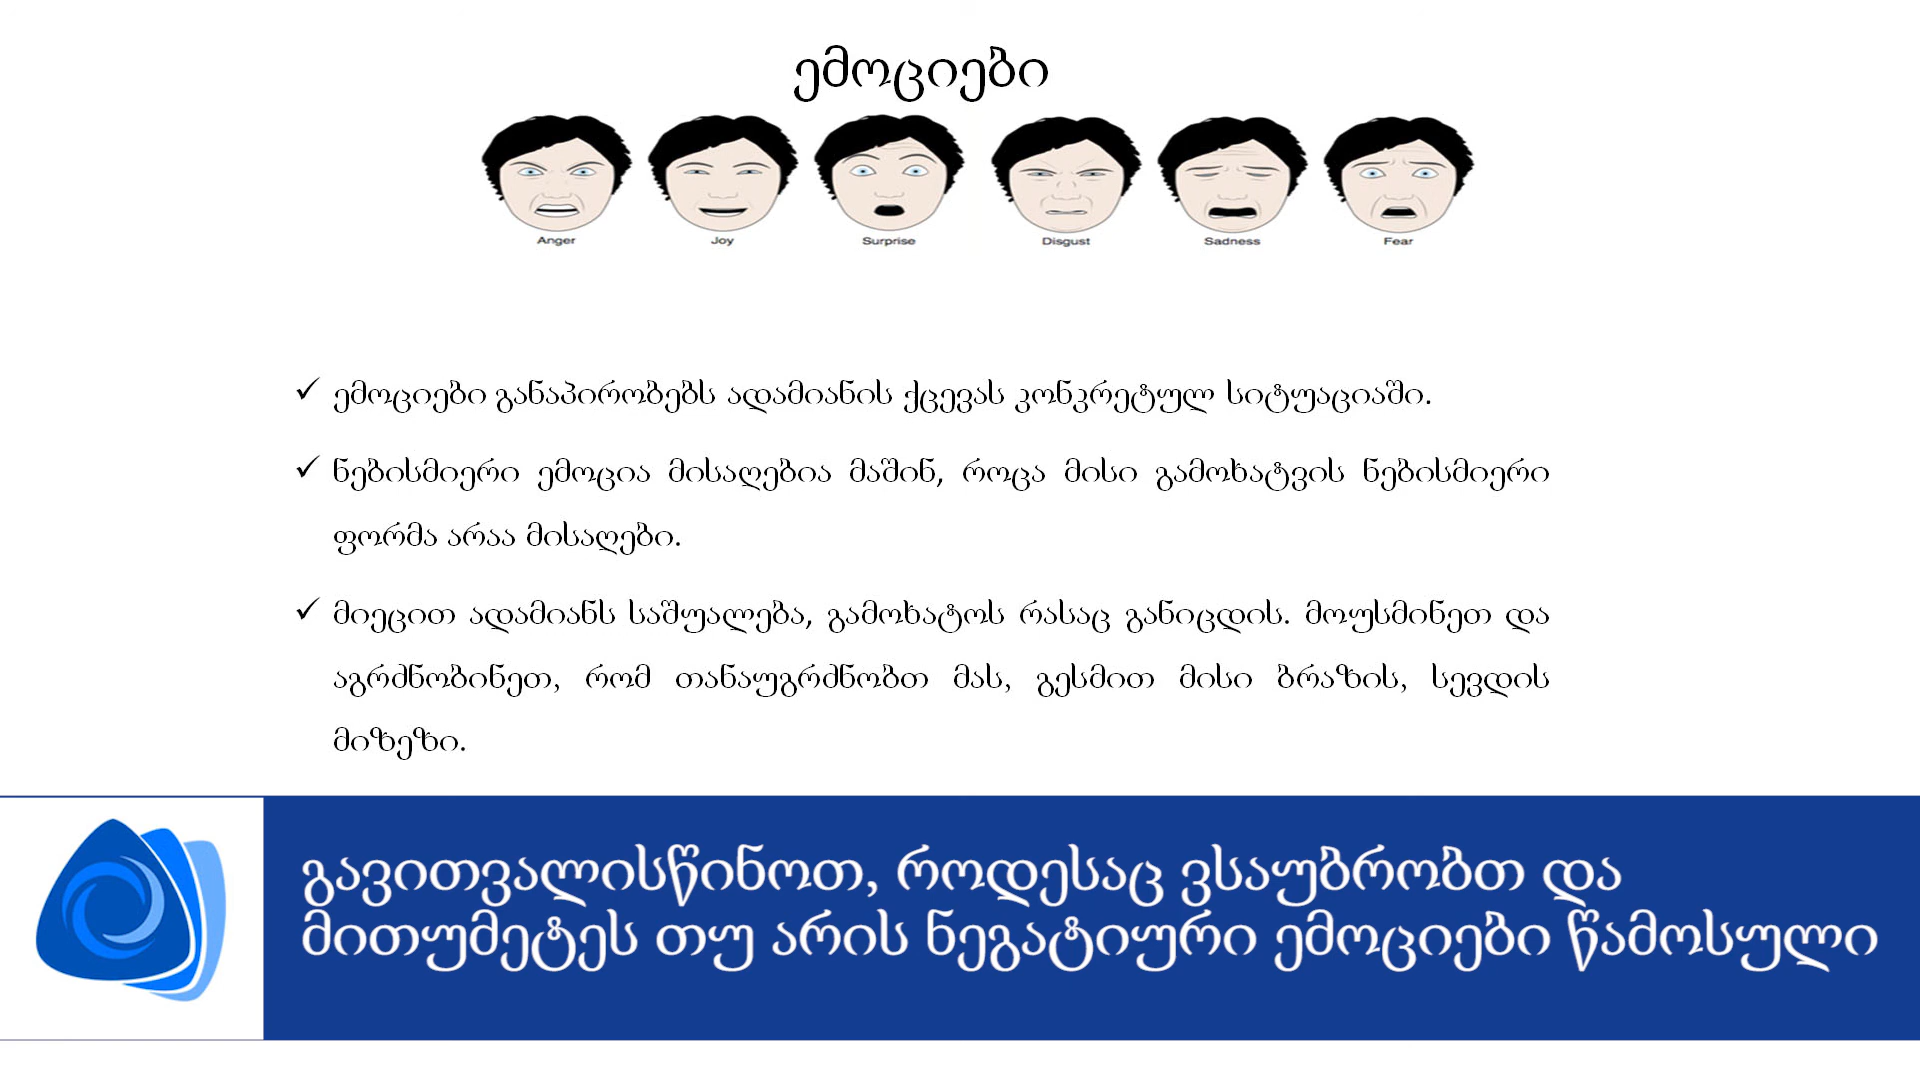 ემოციები
Anger Joy Surprise Disgust Sadness Fear
✓ ემოციები განაპირობებს ადამიანის ქცევას კონკრეტულ სიტუაციაში.
✓ ნებისმიერი ემოცია მისაღებია მაშინ, როცა მისი გამოხატვის ნებისმიერი
ფორმა არაა მისაღები.
✓ მიეცით ადამიანს საშუალება, გამოხატოს რასაც განიცდის. მოუსმინეთ და
აგრძნობინეთ, რომ თანაუგრძნობთ მას, გესმით მისი ბრაზის, სევდის
მიზეზი.
გავითვალისწინოთ, როდესაც ვსაუბრობთ და
მითუმეტეს თუ არის ნეგატიური ემოციები წამოსული